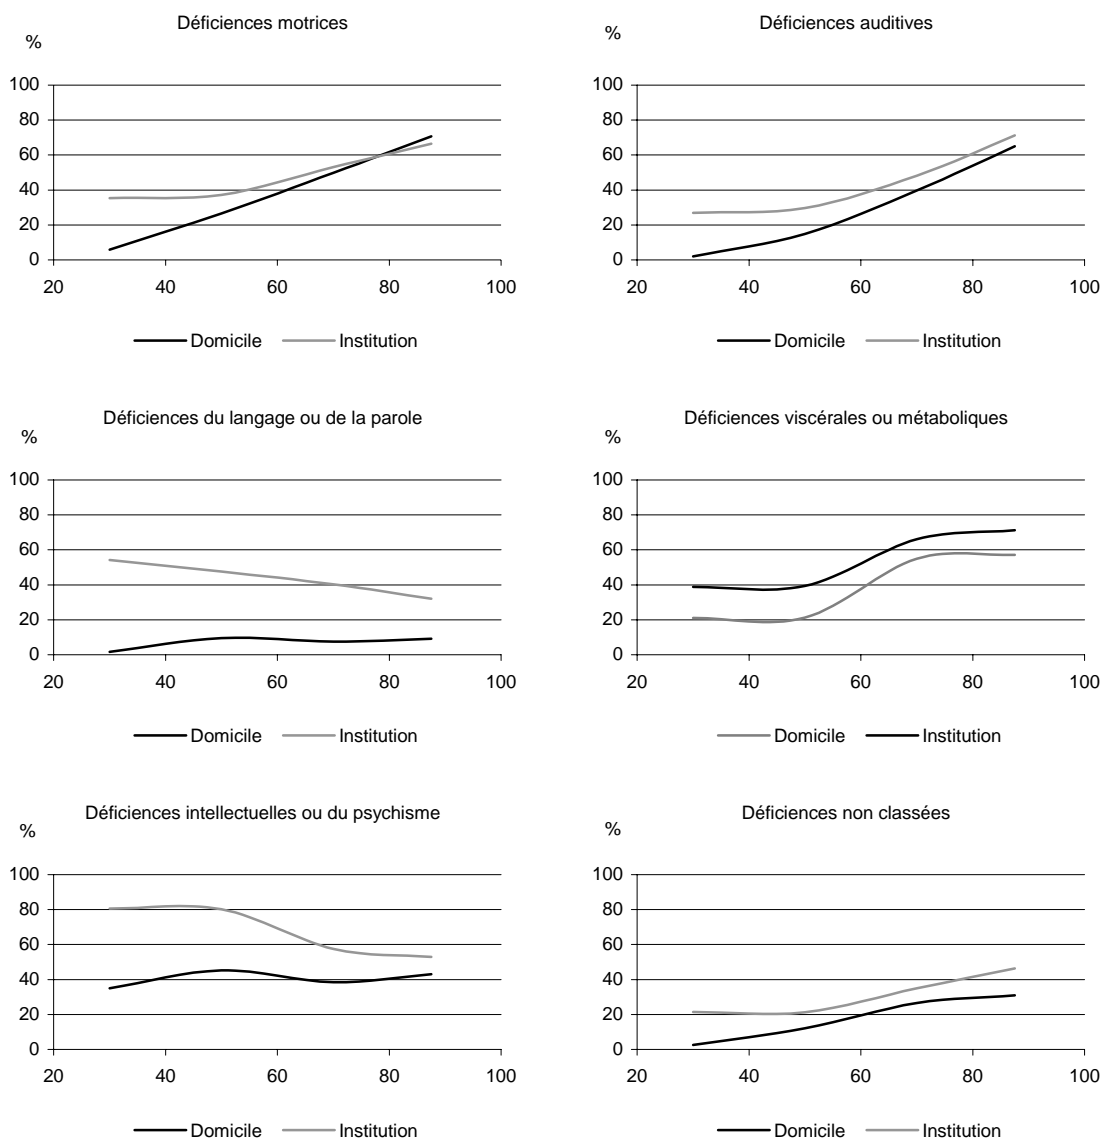 Déficiences motrices
%
100
80
60
40
20
0
20 40 60 80 100
Domicile Institution
Déficiences auditives
%
100
80
60
40
20
0
20 40 60 80 100
Domicile Institution
Déficiences du langage ou de la parole
%
100
80
60
40
20
0
20 40 60 80 100
Domicile Institution
Déficiences viscérales ou métaboliques
%
100
80
60
40
20
0
20 40 60 80 100
Domicile Institution
Déficiences intellectuelles ou du psychisme
%
100
80
60
40
20
0
20 40 60 80 100
Domicile Institution
Déficiences non classées
%
100
80
60
40
20
0
20 40 60 80 100
Domicile Institution